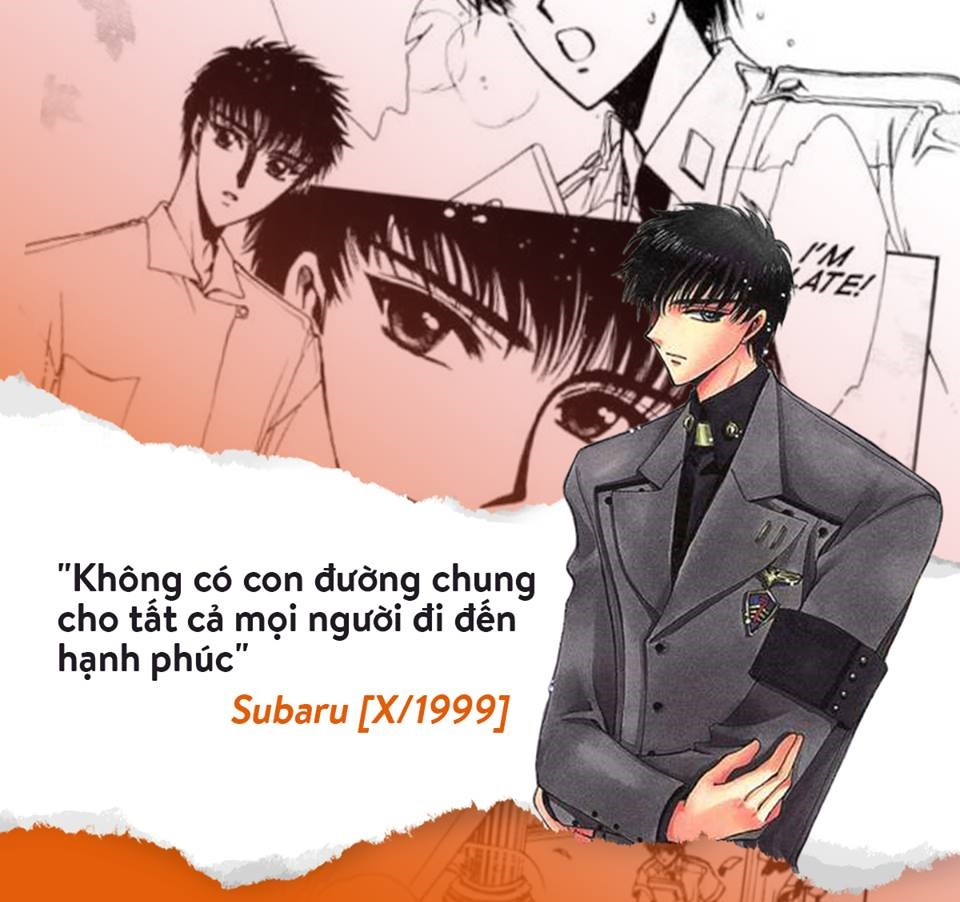 I'M
LATE!
"Không có con đường chung
cho tất cả mọi người đi đến
hạnh phúc"
Subaru [X/1999]